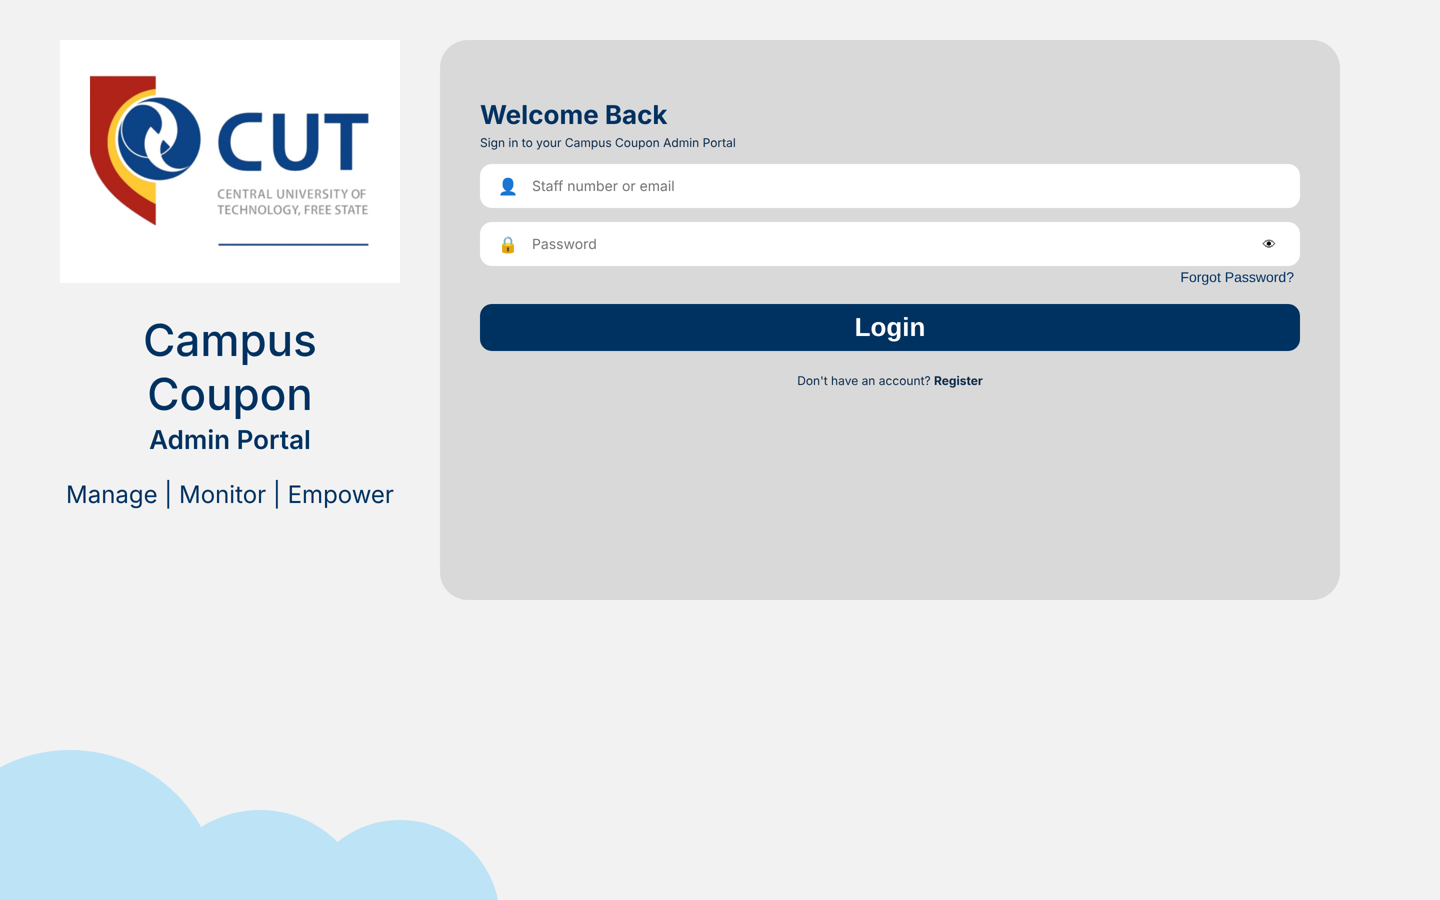 CUT
CENTRAL UNIVERSITY OF
TECHNOLOGY, FREE STATE
Campus
Coupon
Admin Portal
Manage | Monitor | Empower
Welcome Back
Sign in to your Campus Coupon Admin Portal
Staff number or email
Password
Forgot Password?
Login
Don't have an account? Register